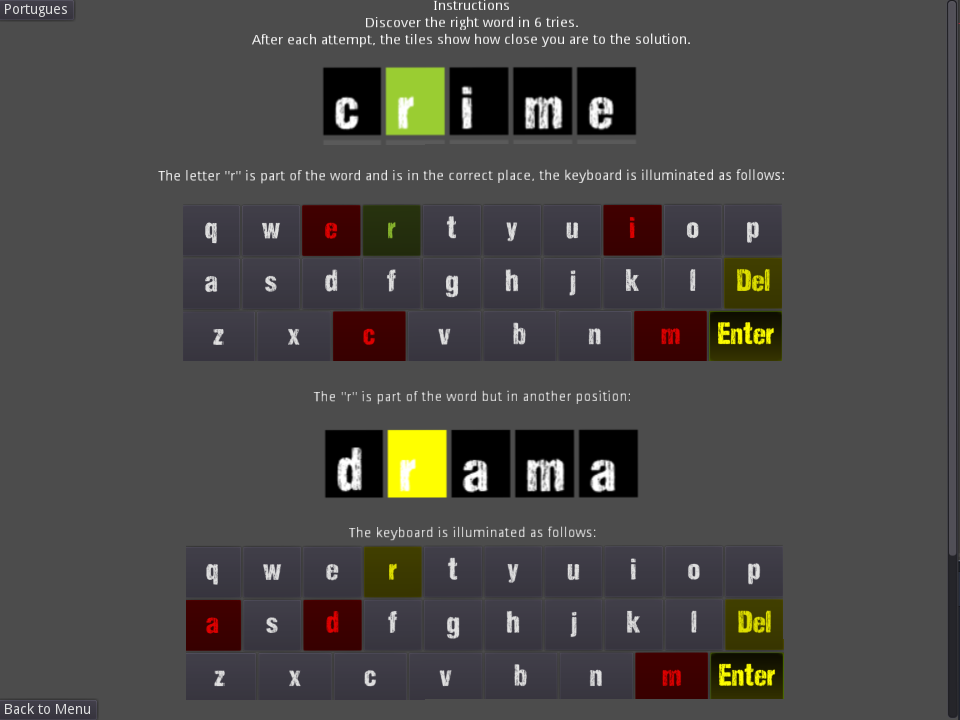 Portugues
Instructions
Discover the right word in 6 tries.
After each attempt, the tiles show how close you are to the solution.
c r i m e
The letter "r" is part of the word and is in the correct place, the keyboard is illuminated as follows:
q w e r t y u i o p
a s d f g h j k l Del
z x c v b n m Enter
The "r" is part of the word but in another position:
d r a m a
The keyboard is illuminated as follows:
q w e r t y u i o p
a s d f g h j k l Del
z x c v b n m Enter
Back to Menu